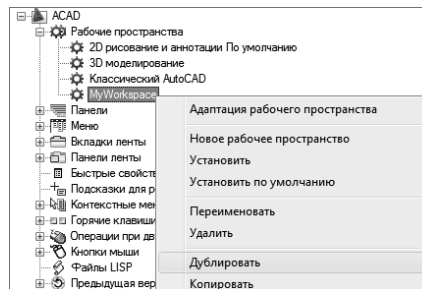 ACAD
Рабочие пространства
2D рисование и аннотации По умолчанию
3D моделирование
Классический AutoCAD
MyWorkspace
Панели
Меню
Вкладки ленты
Панели ленты
Быстрые свойств
Подсказки для р
Контекстные мен
Горячие клавиши
Операции при дв
Кнопки мыши
Файлы LISP
Предыдущая вер
Адаптация рабочего пространства
Новое рабочее пространство
Установить
Установить по умолчанию
Переименовать
Удалить
Дублировать
Копировать